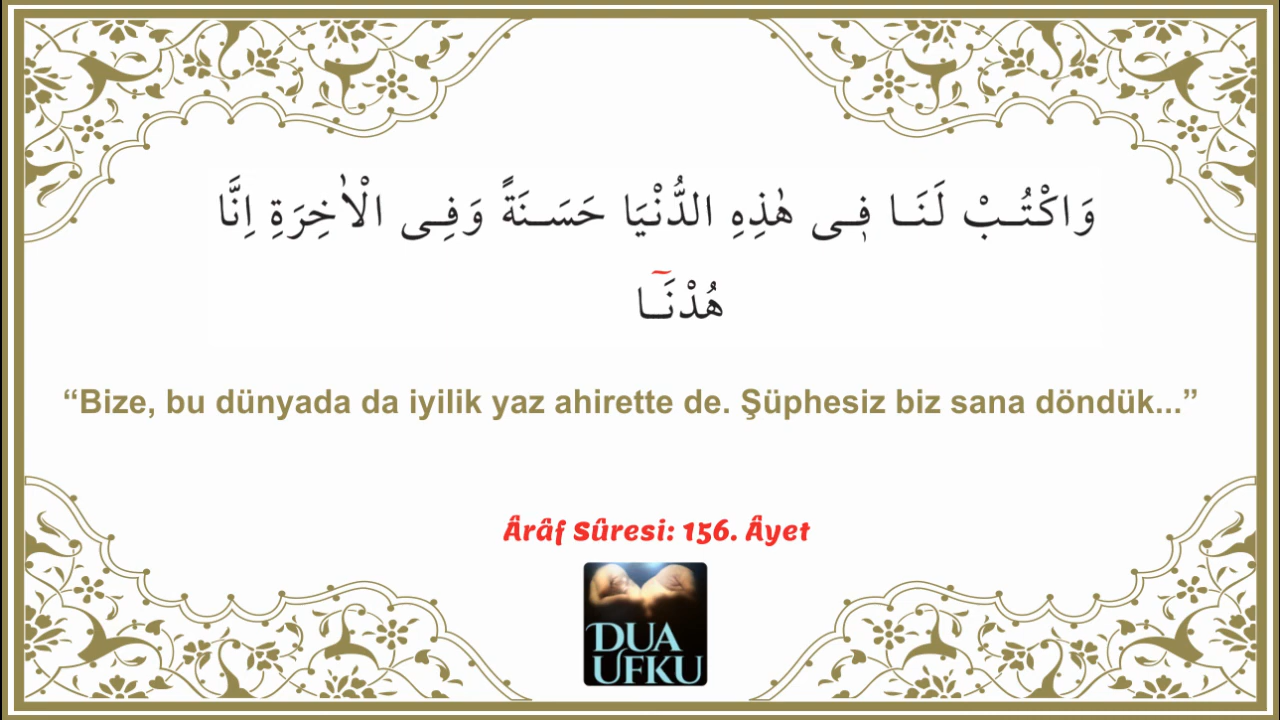 وَاكْتُبْ لَنَا ف۪ى هٰذِهِ الدُّنْيَا حَسَنَةً وَفِى الْاٰخِرَةِ اِنَّا
هُدْنَٓا
“Bize, bu dünyada da iyilik yaz ahirette de. Şüphesiz biz sana döndük...”
Ârâf Sûresi: 156. Âyet
DUA
UFKU